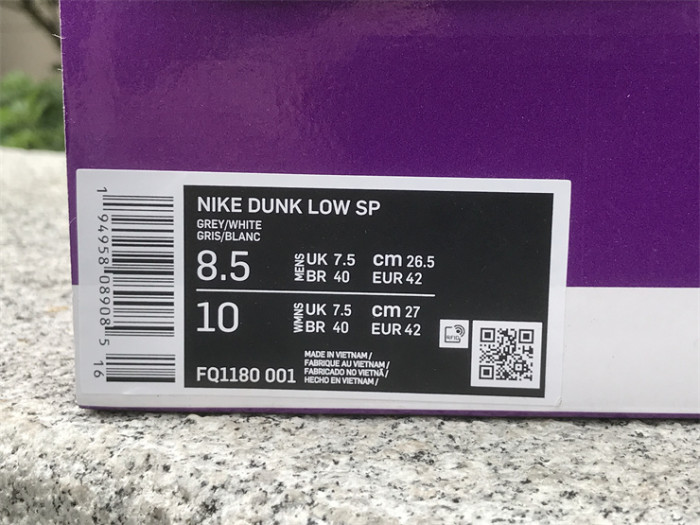 NIKE DUNK LOW SP
GREY/WHITE
GRIS/BLANC
8.5 MENS UK 7.5 cm 26.5
BR 40 EUR 42
10 WMNS UK 7.5 cm 27
BR 40 EUR 42
FQ1180 001
MADE IN VIETNAM /
FABRIQUE AU VIETNAM /
FABRICADO NO VIETNÃ /
HECHO EN VIETNAM /
RFID
1 94958 08908 5 16